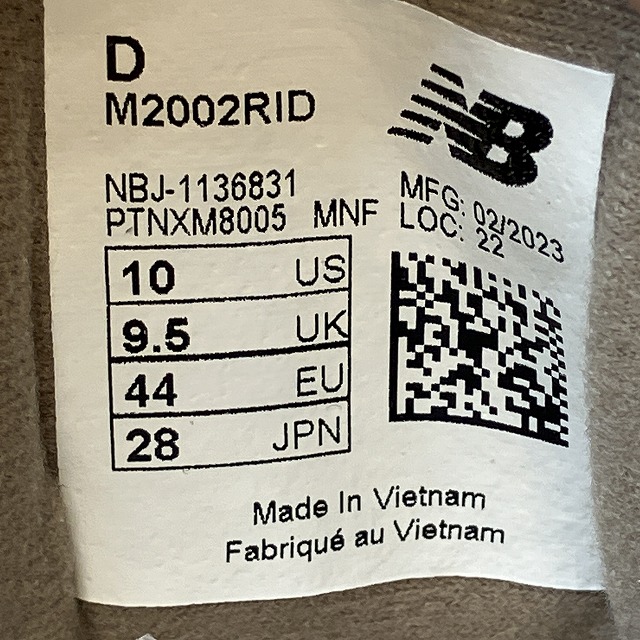 D
M2002RID
NB
NBJ-1136831
PTNXM8005 MNF
MFG: 02/2023
LOC: 22
10 US
9.5 UK
44 EU
28 JPN
Made In Vietnam
Fabriqué au Vietnam